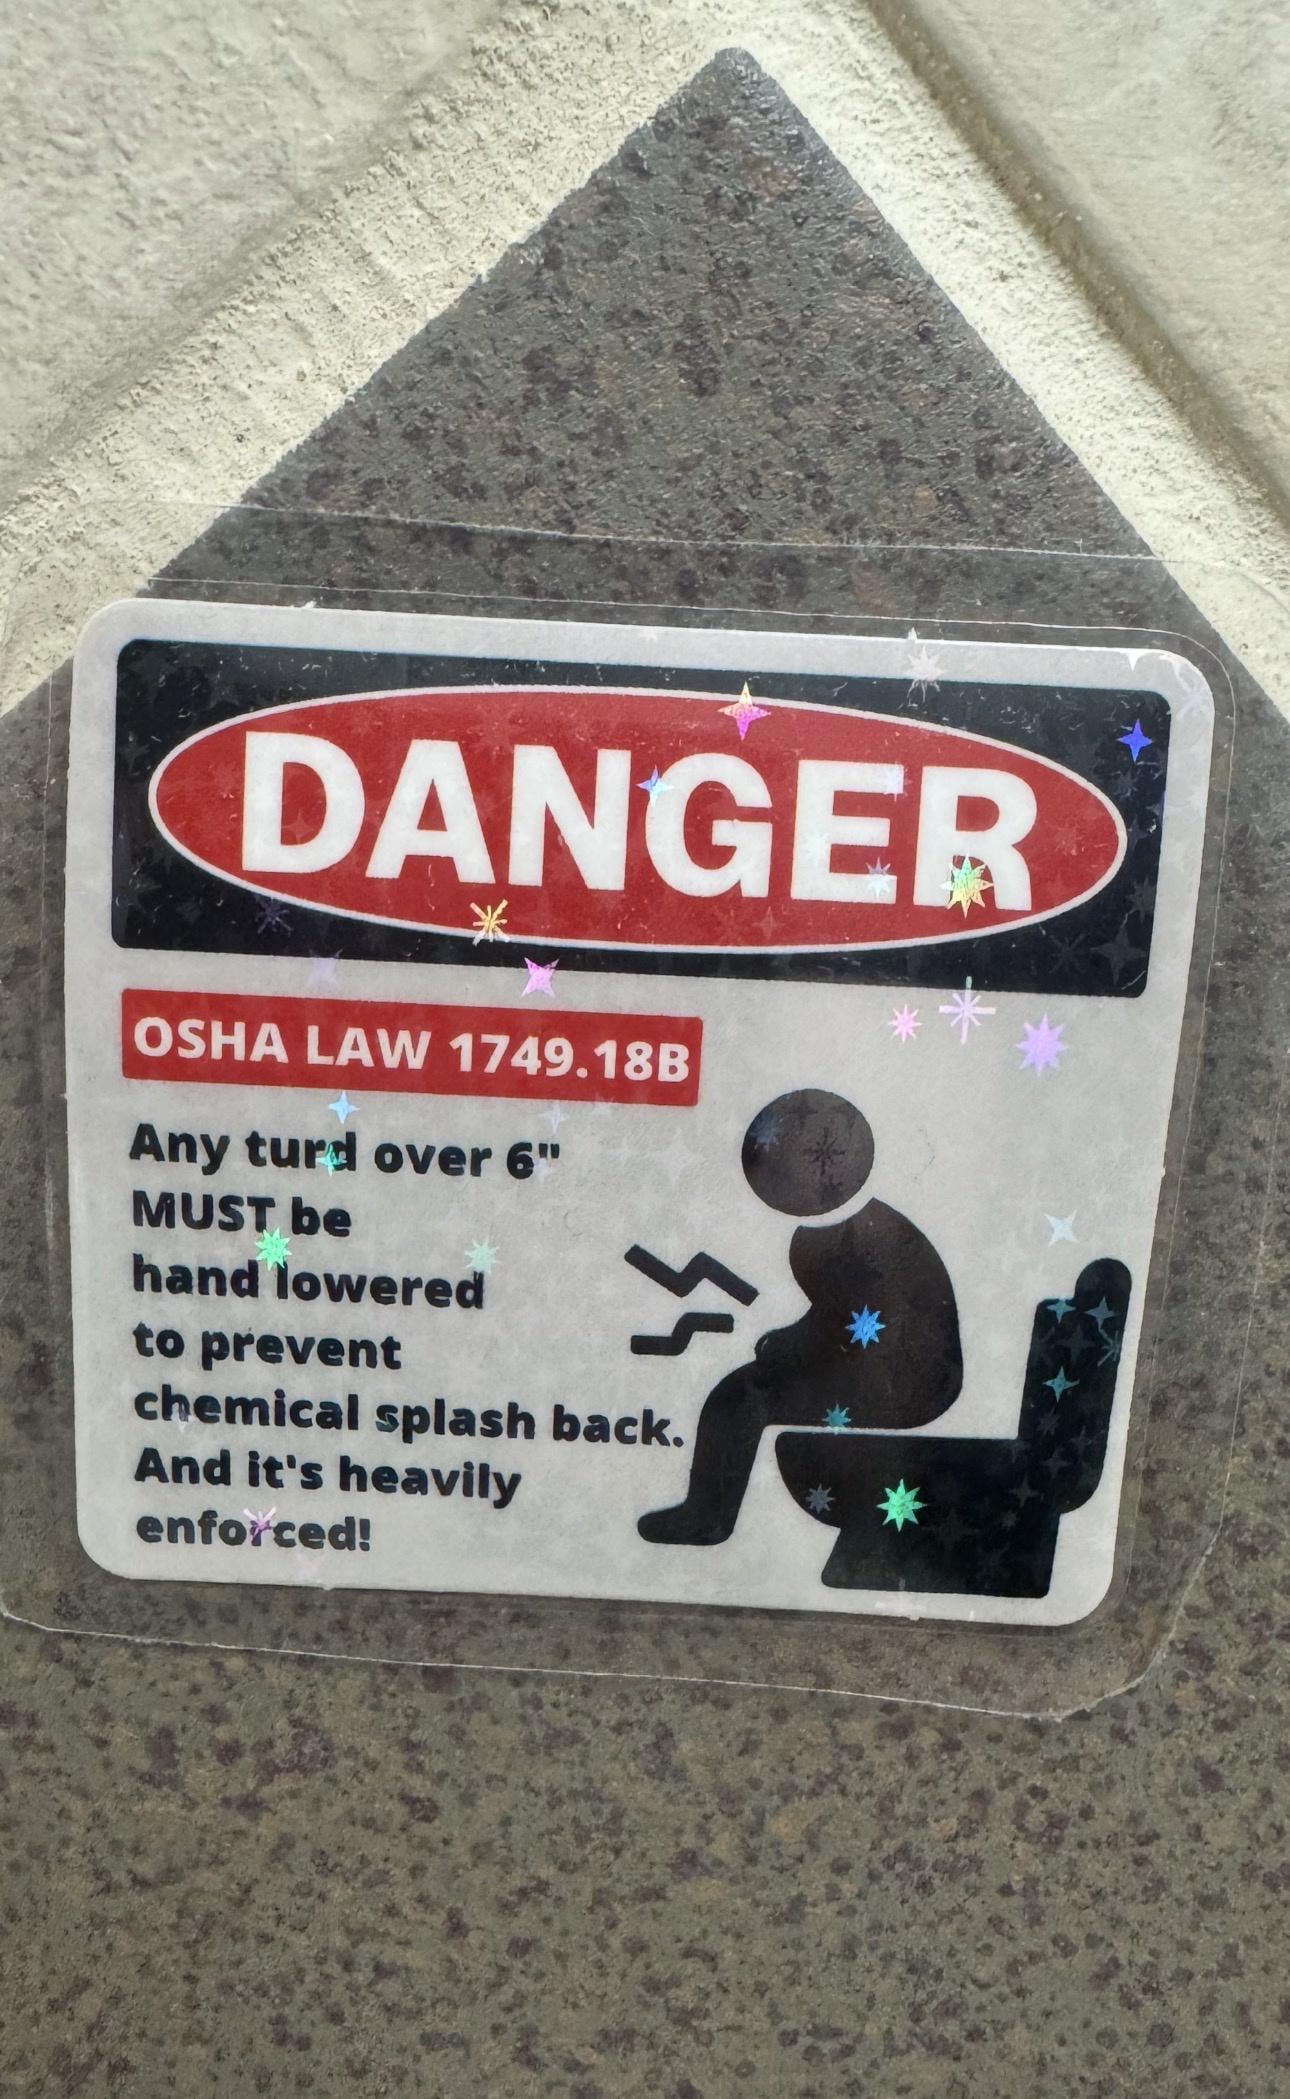 DANGER
OSHA LAW 1749.18B
Any turd over 6"
MUST be
hand lowered
to prevent
chemical splash back.
And it's heavily
enforced!